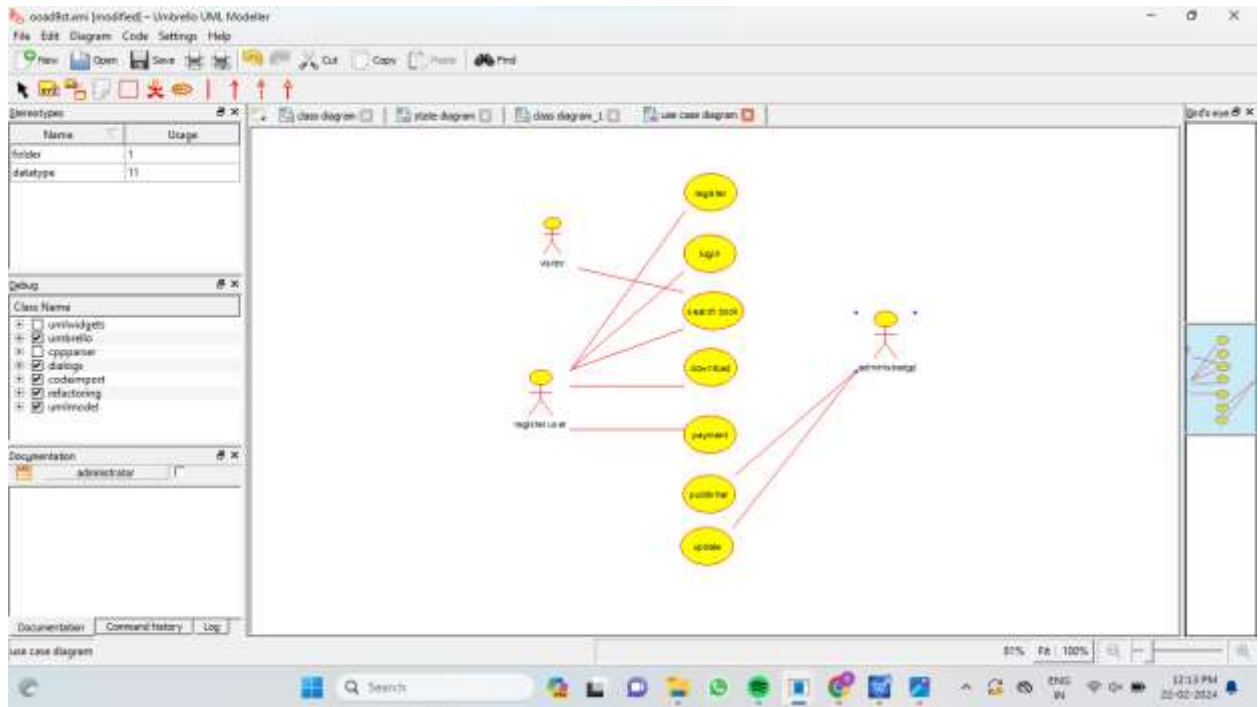 ooad9ct.xmi [modified] – Umbrello UML Modeller
File Edit Diagram Code Settings Help
New Open Save Cut Copy Paste Find
Stereotypes
class diagram state diagram class diagram_1 use case diagram
Bird's eye
Name Usage
folder 1
datatype 11
register
login
visitor
search book
download
payment
update
register user
Debug
Class Name
umlwidgets
umbrello
cppparser
dialogs
codeimport
refactoring
umlmodel
Documentation
administrator
Documentation Command history Log
use case diagram
81% Fit 100%
Search
ENG
IN
12:13 PM
22-02-2024